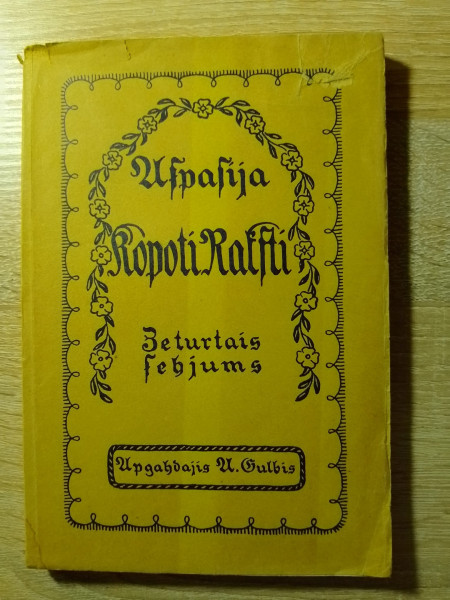 Aſpaſija
Kopoti Rakſti
Zeturtais
ſehjums
Apgahdajis A. Gulbis